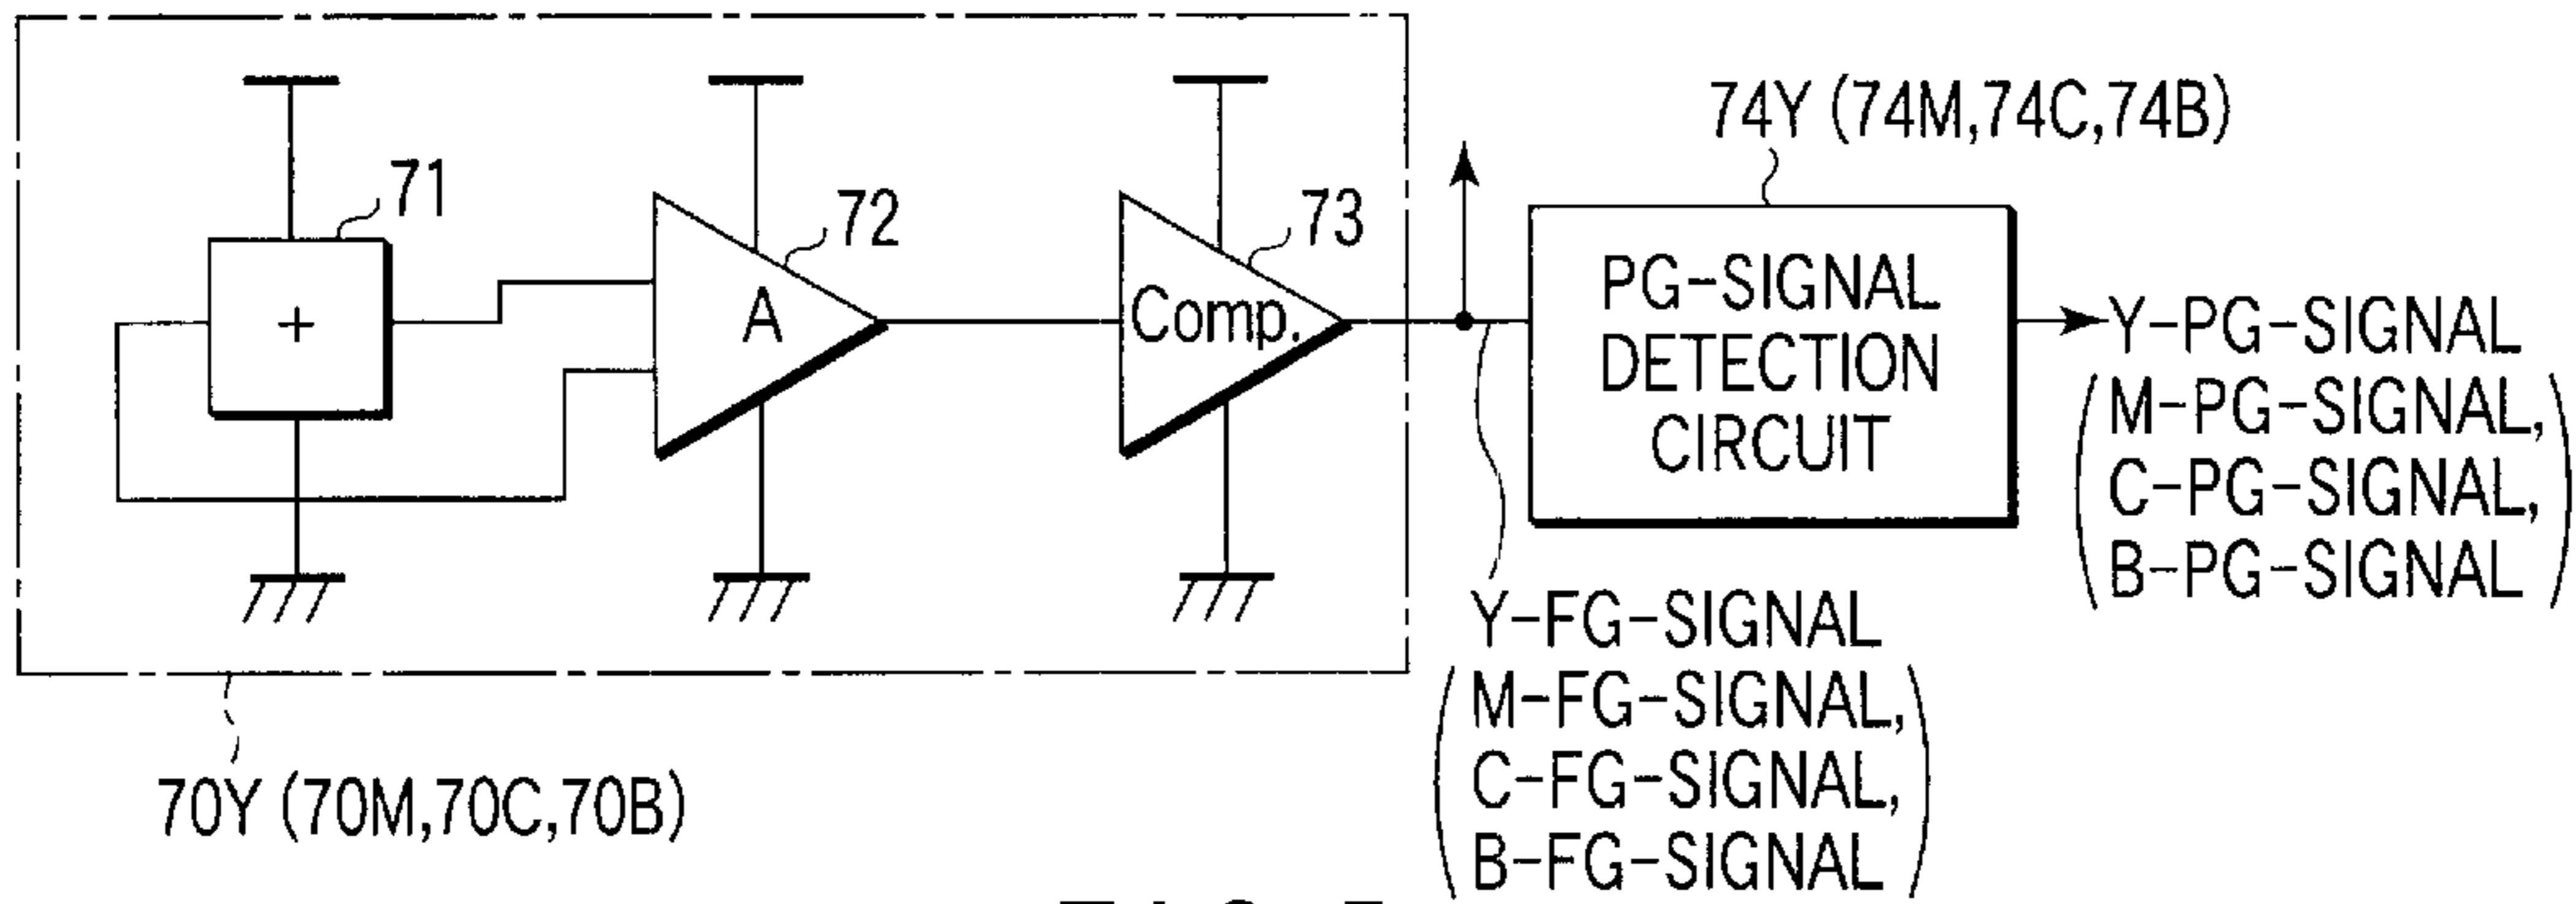 71
+
72
A
73
Comp.
74Y (74M,74C,74B)
PG-SIGNAL
DETECTION
CIRCUIT
Y-PG-SIGNAL
(M-PG-SIGNAL,
C-PG-SIGNAL,
B-PG-SIGNAL)
Y-FG-SIGNAL
(M-FG-SIGNAL,
C-FG-SIGNAL,
B-FG-SIGNAL)
70Y (70M,70C,70B)